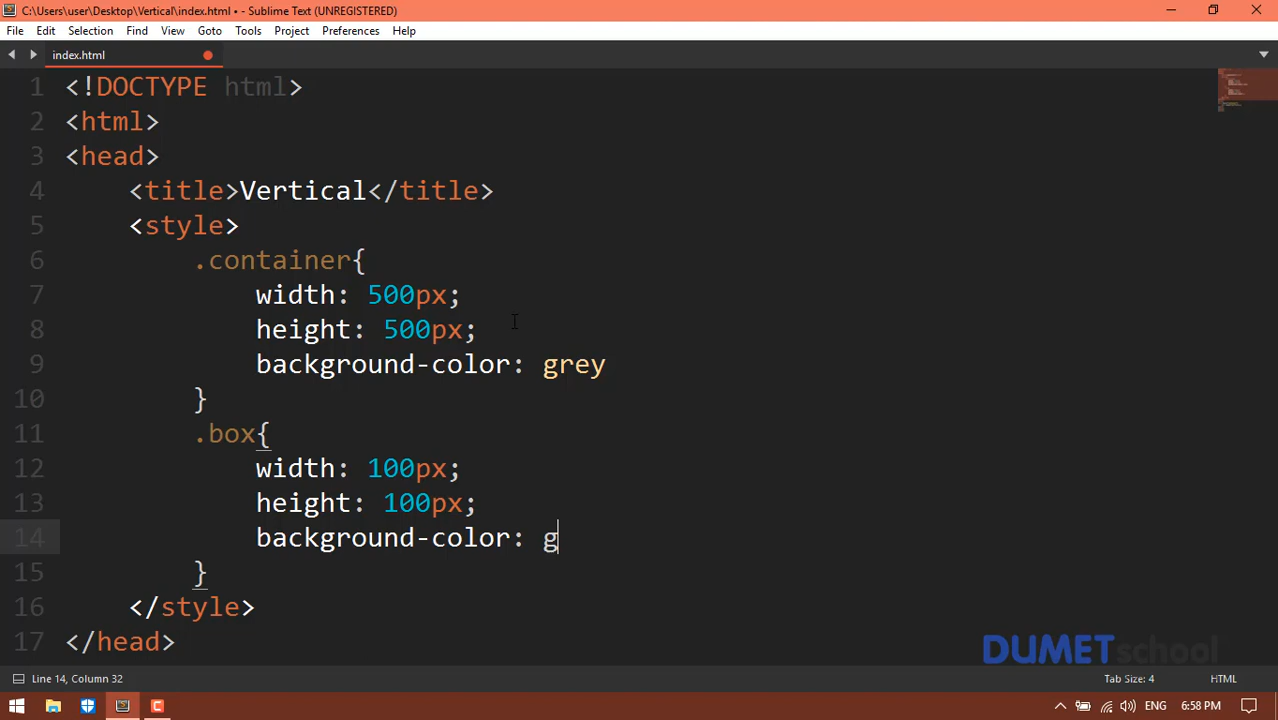 C:\Users\user\Desktop\Vertical\index.html • - Sublime Text (UNREGISTERED)
File Edit Selection Find View Goto Tools Project Preferences Help
index.html
1 <!DOCTYPE html>
2 <html>
3 <head>
4 <title>Vertical</title>
5 <style>
6 .container{
7 width: 500px;
8 height: 500px;
9 background-color: grey
10 }
11 .box{
12 width: 100px;
13 height: 100px;
14 background-color: g
15 }
16 </style>
17 </head>
DUMETschool
Line 14, Column 32 Tab Size: 4 HTML
ENG 6:58 PM